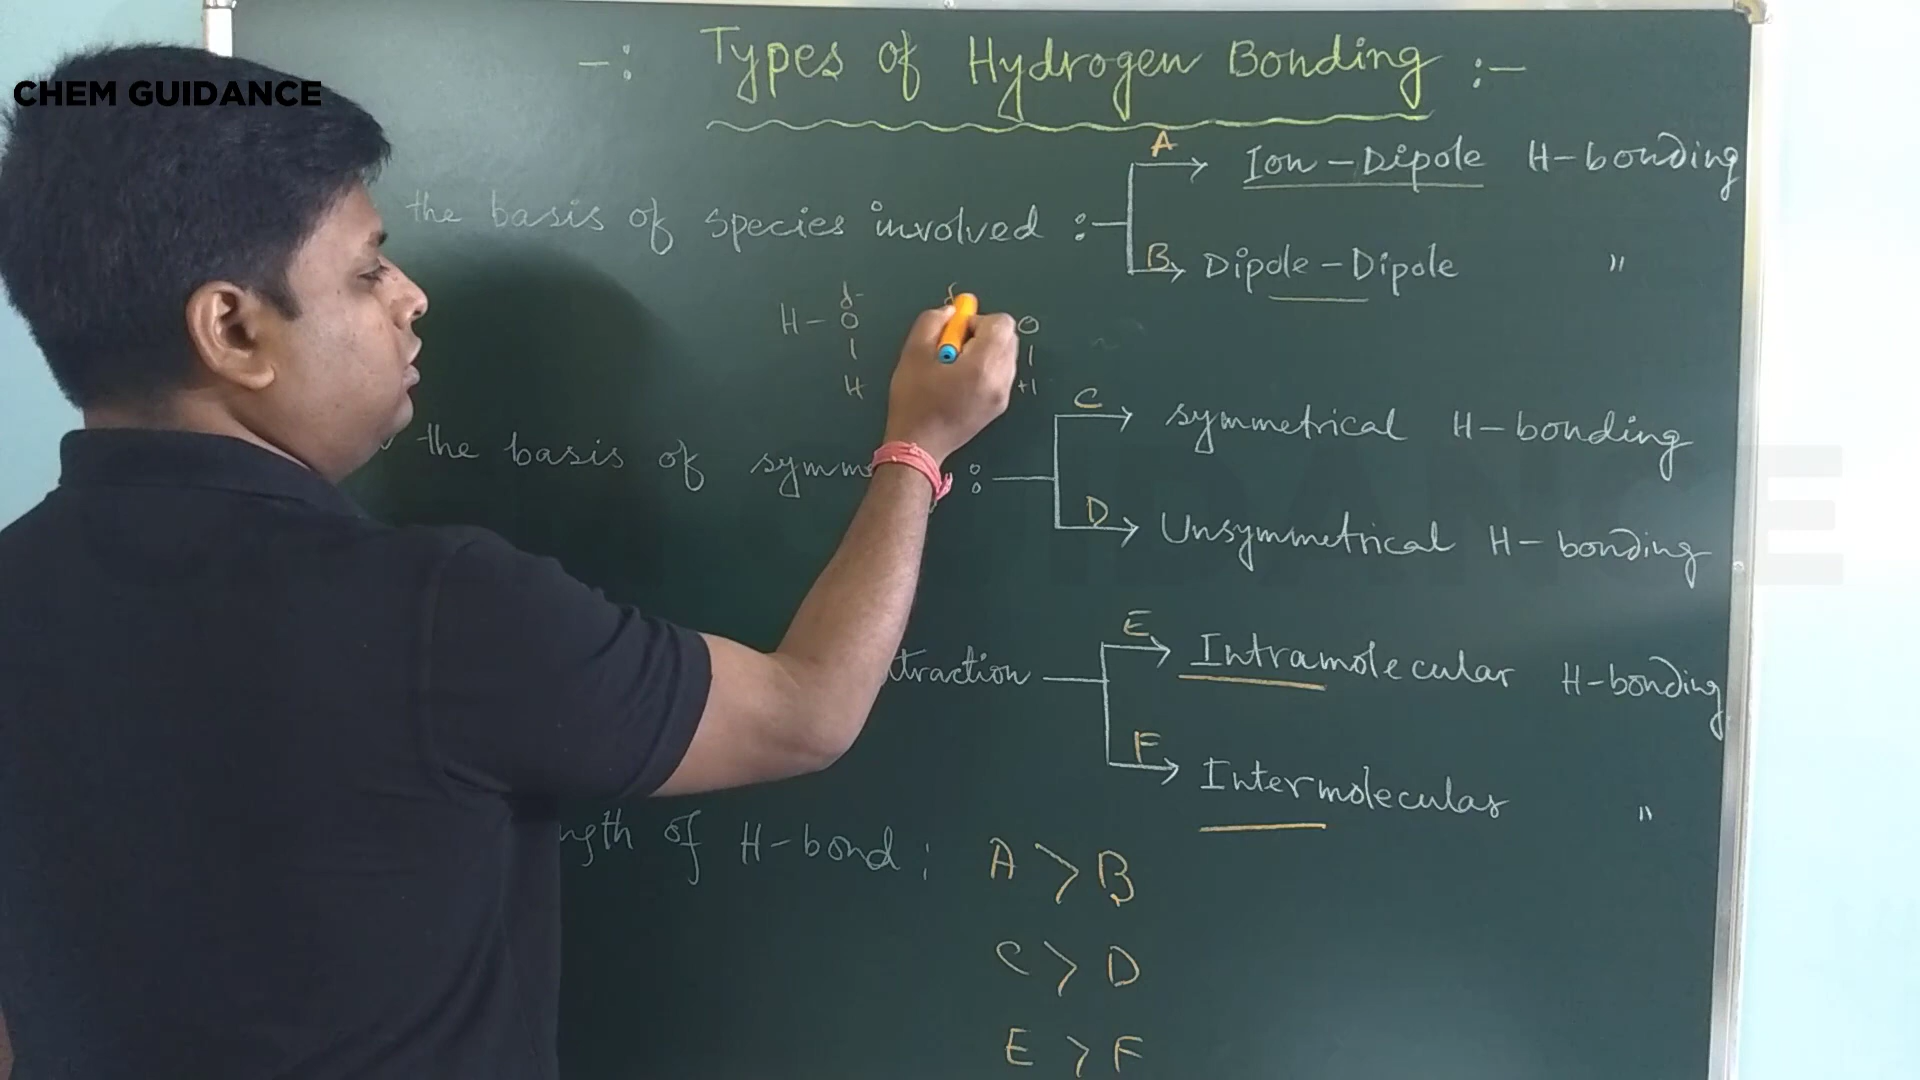 CHEM GUIDANCE
-: Types of Hydrogen Bonding :-
the basis of species involved :-
A → Ion-Dipole H-bonding
B → Dipole-Dipole "
δ- δ
H-O O
H +1
the basis of :
C → symmetrical H-bonding
D → Unsymmetrical H-bonding
E → Intramolecular H-bonding
F → Intermolecular "
of H-bond :
A > B
C > D
E > F